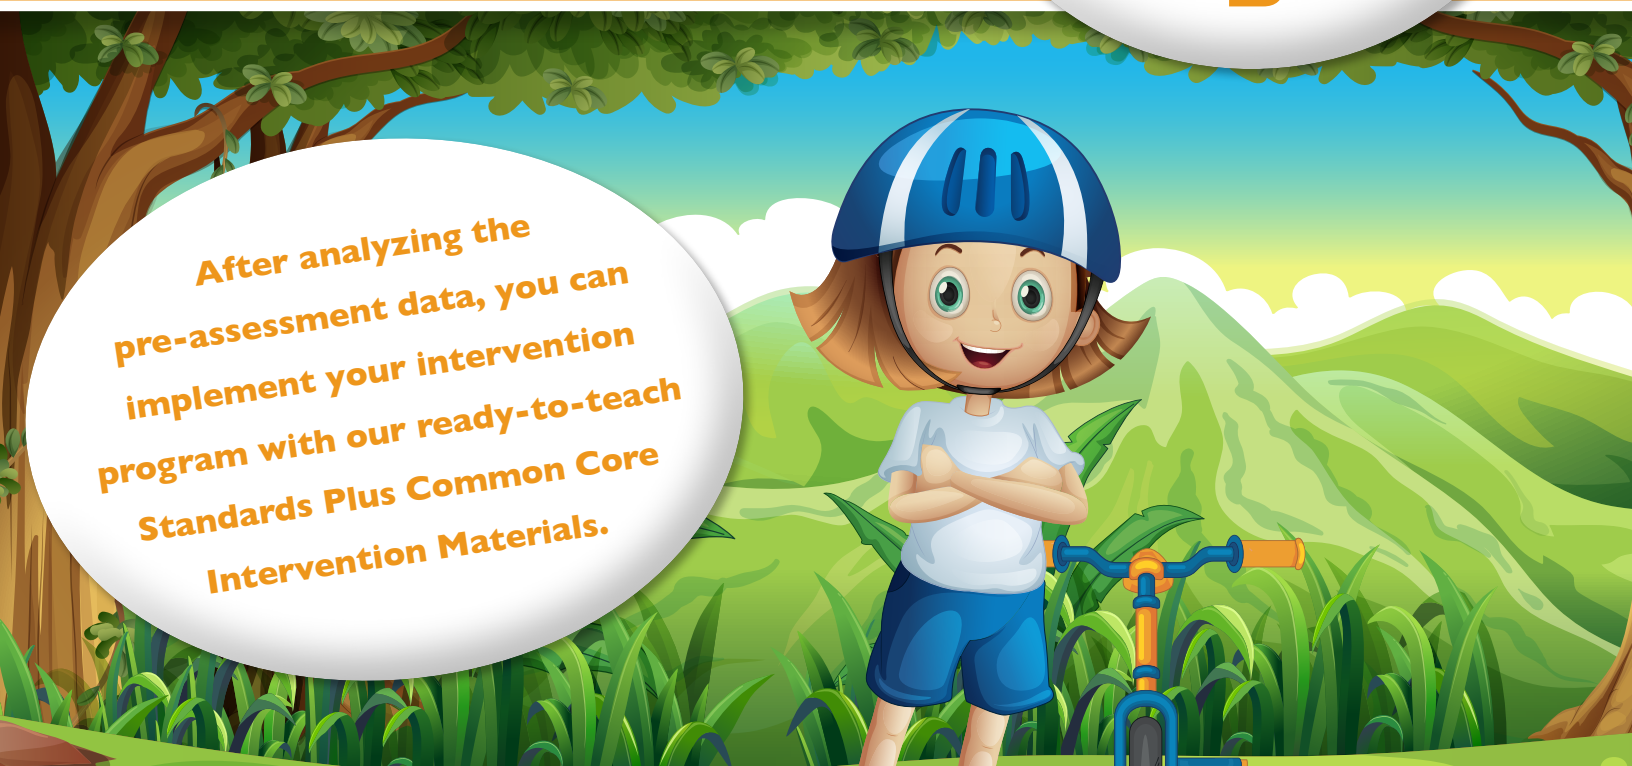 After analyzing the
pre-assessment data, you can
implement your intervention
program with our ready-to-teach
Standards Plus Common Core
Intervention Materials.